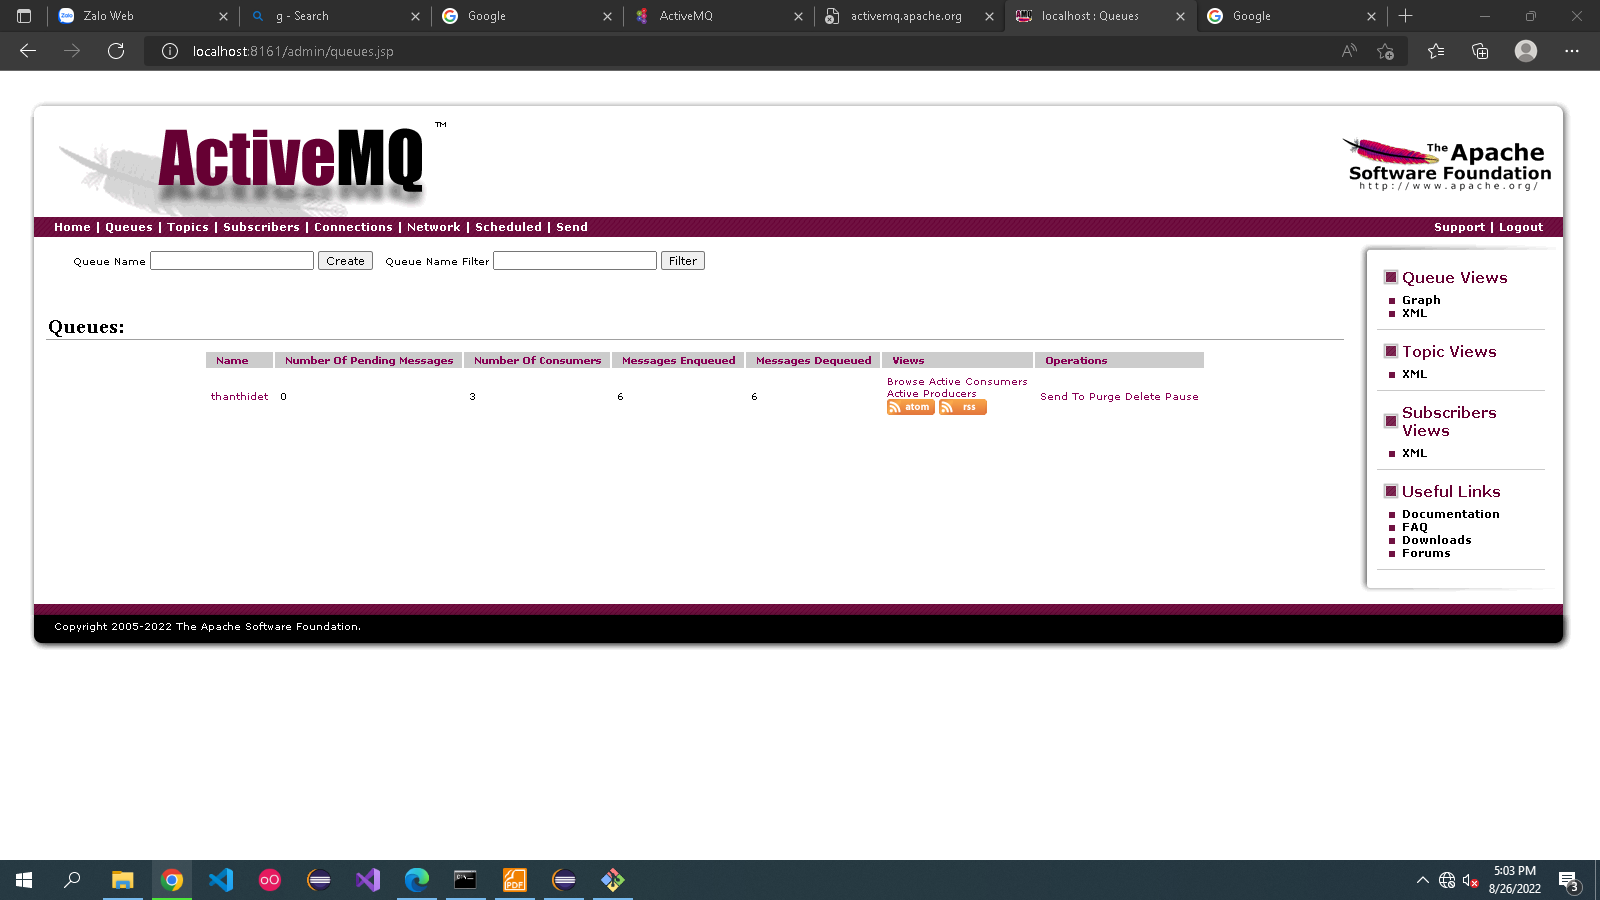 Zalo Web
g - Search
Google
ActiveMQ
activemq.apache.org
localhost : Queues
Google
localhost:8161/admin/queues.jsp
ActiveMQ TM
The Apache
Software Foundation
http://www.apache.org/
Home | Queues | Topics | Subscribers | Connections | Network | Scheduled | Send
Support | Logout
Queue Name Create Queue Name Filter Filter
Queues:
Name Number Of Pending Messages Number Of Consumers Messages Enqueued Messages Dequeued Views Operations
thanthidet 0 3 6 6
Browse Active Consumers
Active Producers
atom rss
Send To Purge Delete Pause
Queue Views
Graph
XML
Topic Views
XML
Subscribers
Views
XML
Useful Links
Documentation
FAQ
Downloads
Forums
Copyright 2005-2022 The Apache Software Foundation.
5:03 PM
8/26/2022
3